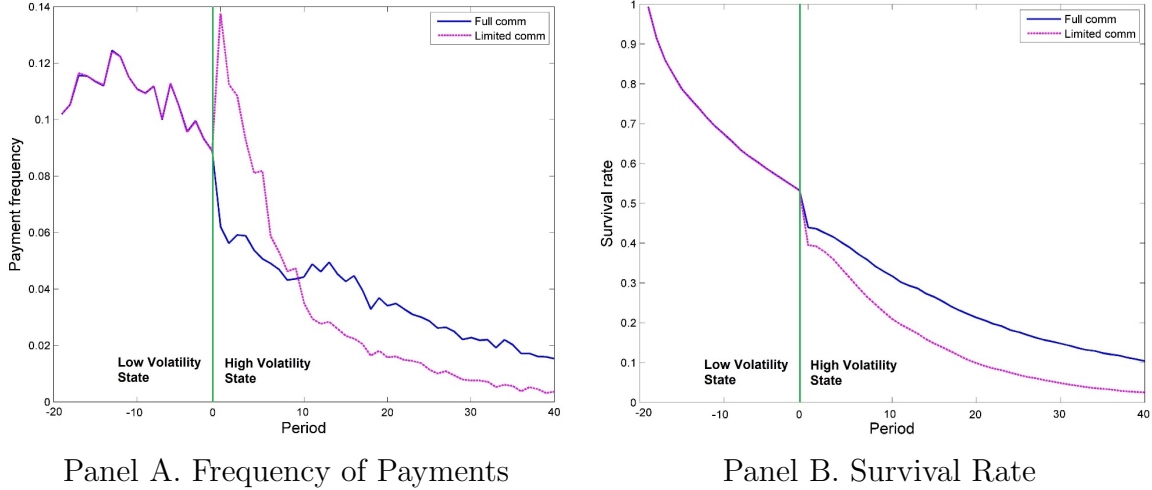 0.14
0.12
0.1
0.08
0.06
0.04
0.02
0
Payment frequency
Full comm
Limited comm
Low Volatility
State
High Volatility
State
-20
-10
0
10
20
30
40
Period
Panel A. Frequency of Payments
1
0.9
0.8
0.7
0.6
0.5
0.4
0.3
0.2
0.1
0
Survival rate
Full comm
Limited comm
Low Volatility
State
High Volatility
State
-20
-10
0
10
20
30
40
Period
Panel B. Survival Rate